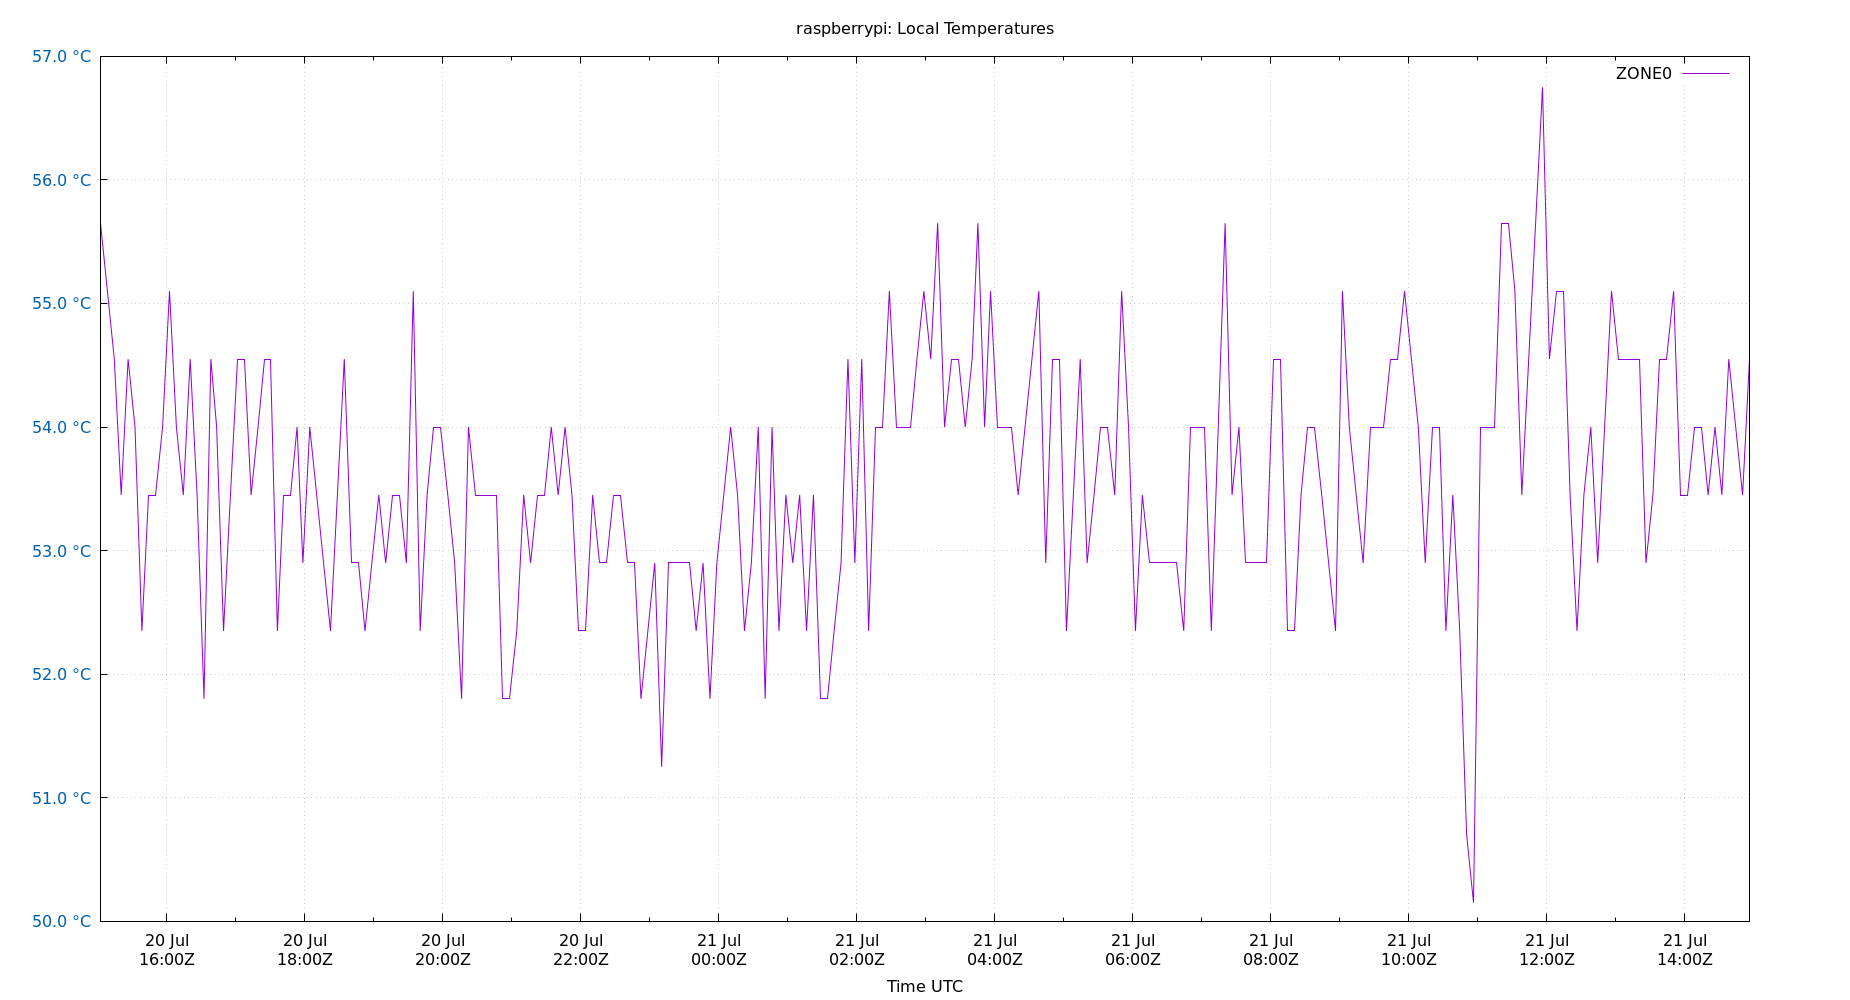 raspberrypi: Local Temperatures
57.0 °C
ZONE0
56.0 °C
55.0 °C
54.0 °C
53.0 °C
52.0 °C
51.0 °C
50.0 °C
20 Jul 20 Jul 20 Jul 20 Jul 21 Jul 21 Jul 21 Jul 21 Jul 21 Jul 21 Jul 21 Jul 21 Jul
16:00Z 18:00Z 20:00Z 22:00Z 00:00Z 02:00Z 04:00Z 06:00Z 08:00Z 10:00Z 12:00Z 14:00Z
Time UTC